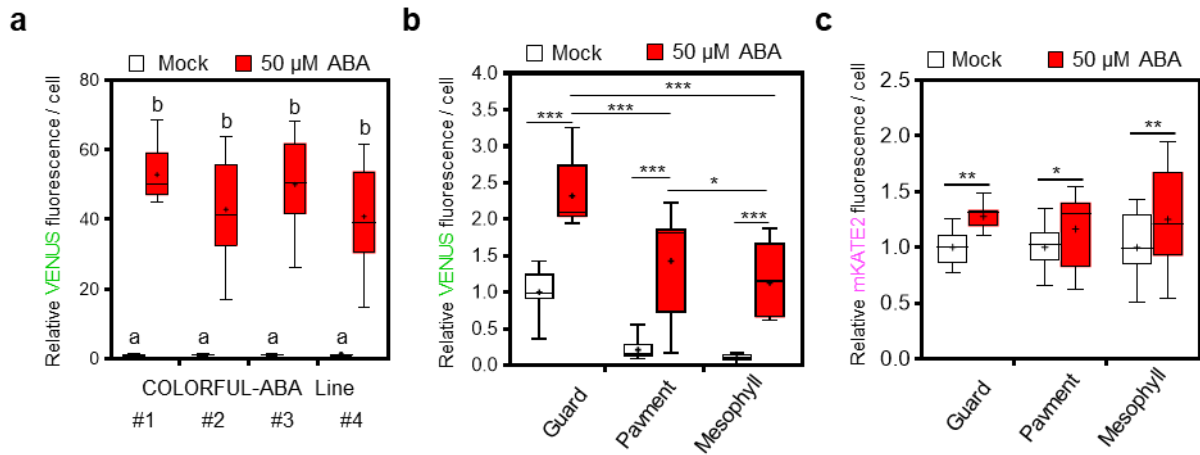 a
Mock 50 µM ABA
Relative VENUS fluorescence / cell
80
60
40
20
0
b b b b
a a a a
COLORFUL-ABA Line
#1 #2 #3 #4
b
Mock 50 µM ABA
Relative VENUS fluorescence / cell
4.0
3.5
3.0
2.5
2.0
1.5
1.0
0.5
0.0
***
*** ***
***
*
***
Guard
Pavment
Mesophyll
c
Mock 50 µM ABA
Relative mKATE2 fluorescence / cell
2.5
2.0
1.5
1.0
0.5
0
**
*
**
Guard
Pavment
Mesophyll